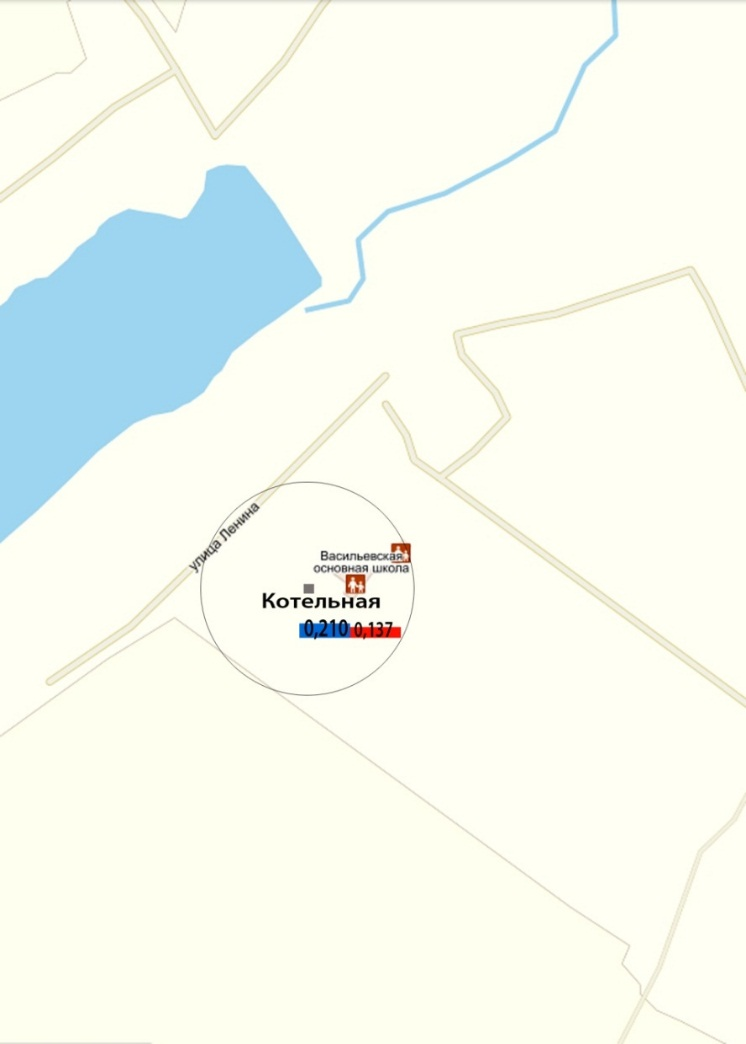 улица Ленина
Васильевская
основная школа
Котельная
0,210 0,137